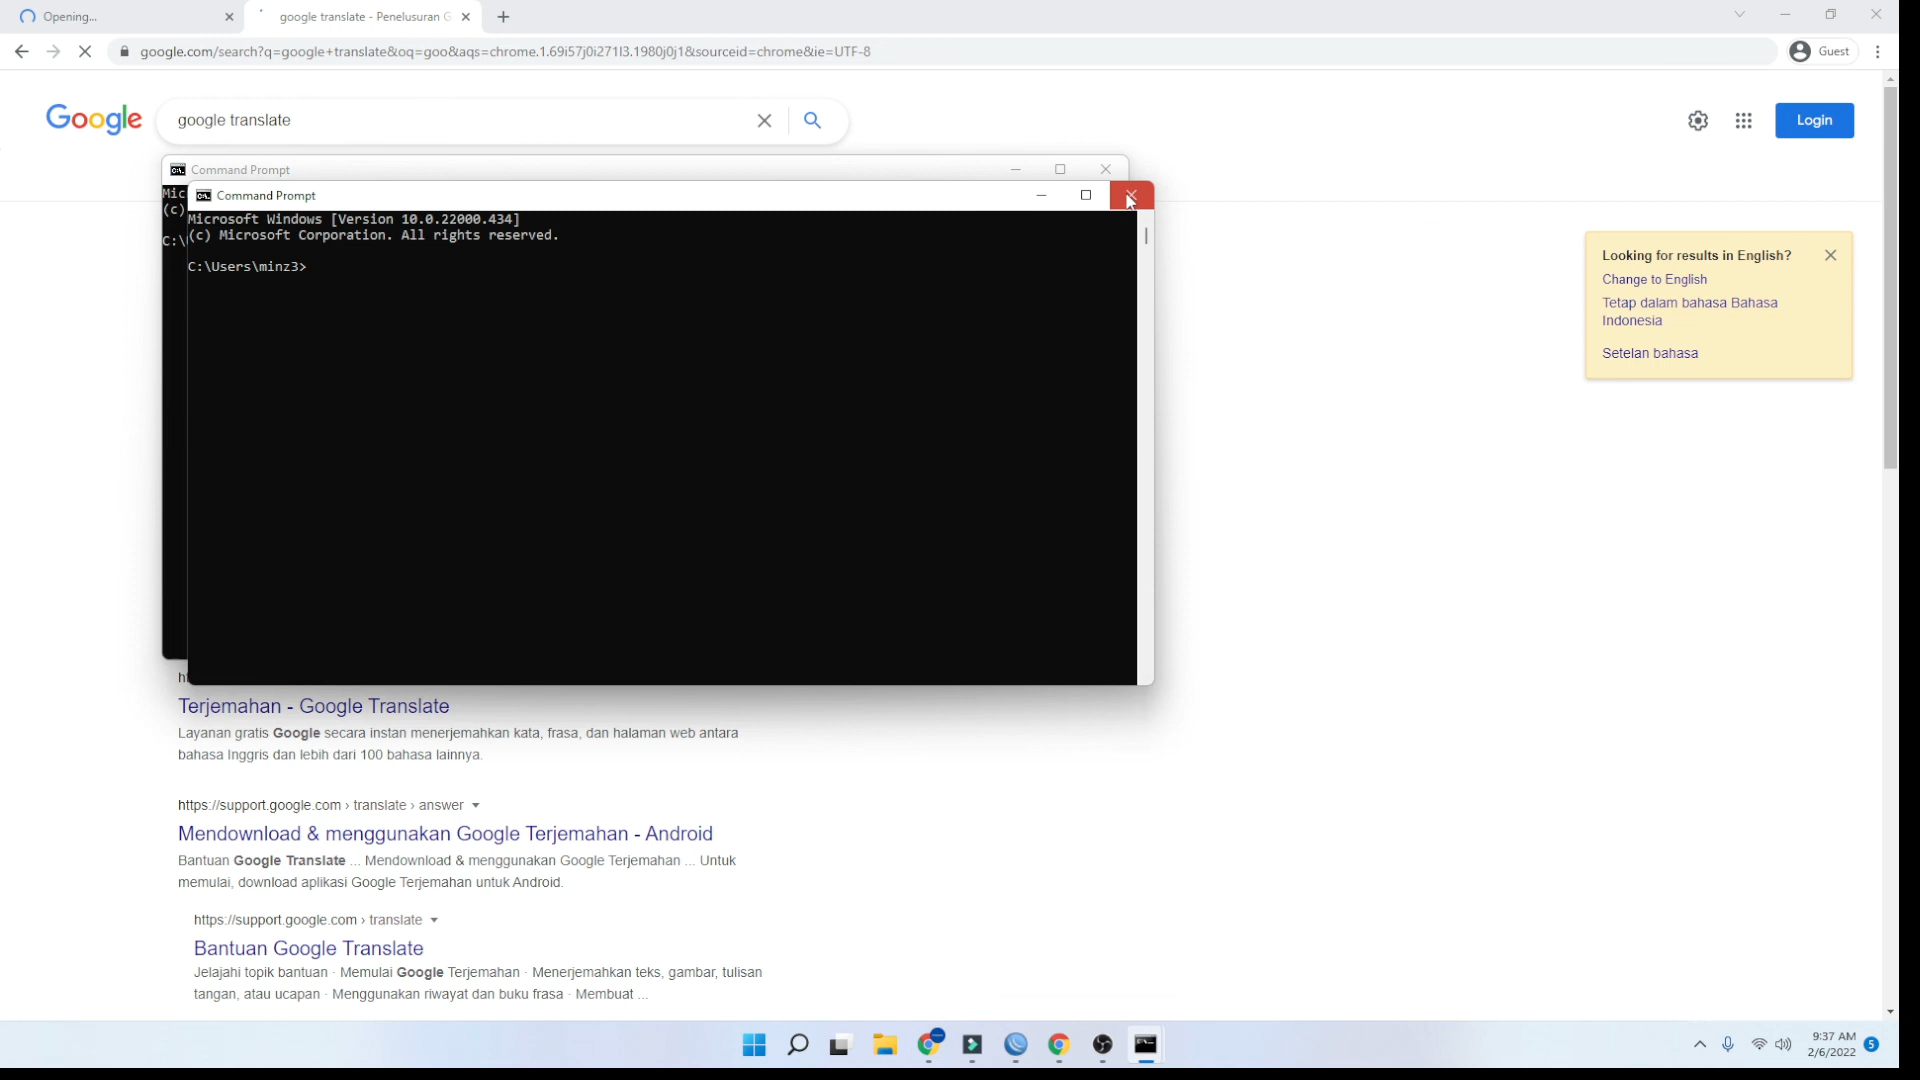 Opening...
google translate - Penelusuran G
google.com/search?q=google+translate&oq=goo&aqs=chrome.1.69i57j0i271l3.1980j0j1&sourceid=chrome&ie=UTF-8
Guest
Google
google translate
Login
Command Prompt
Mic
(c)
C:\
Command Prompt
Microsoft Windows [Version 10.0.22000.434]
(c) Microsoft Corporation. All rights reserved.
C:\Users\minz3>
Looking for results in English?
Change to English
Tetap dalam bahasa Bahasa
Indonesia
Setelan bahasa
Terjemahan - Google Translate
Layanan gratis Google secara instan menerjemahkan kata, frasa, dan halaman web antara
bahasa Inggris dan lebih dari 100 bahasa lainnya.
https://support.google.com › translate › answer
Mendownload & menggunakan Google Terjemahan - Android
Bantuan Google Translate ... Mendownload & menggunakan Google Terjemahan ... Untuk
memulai, download aplikasi Google Terjemahan untuk Android.
https://support.google.com › translate
Bantuan Google Translate
Jelajahi topik bantuan · Memulai Google Terjemahan · Menerjemahkan teks, gambar, tulisan
tangan, atau ucapan · Menggunakan riwayat dan buku frasa · Membuat ...
9:37 AM
2/6/2022
5